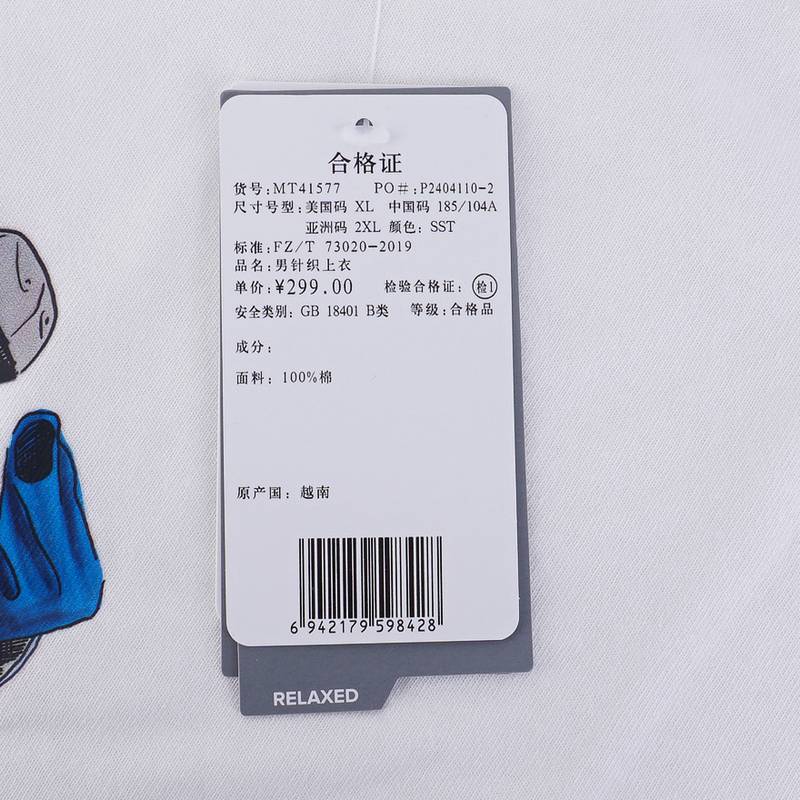 合格证
货号:MT41577 PO#:P2404110-2
尺寸号型:美国码 XL 中国码 185/104A
亚洲码 2XL 颜色: SST
标准:FZ/T 73020-2019
品名:男针织上衣
单价:¥299.00 检验合格证: 检1
安全类别: GB 18401 B类 等级:合格品
成分:
面料: 100%棉
原产国: 越南
6 942179 598428
RELAXED